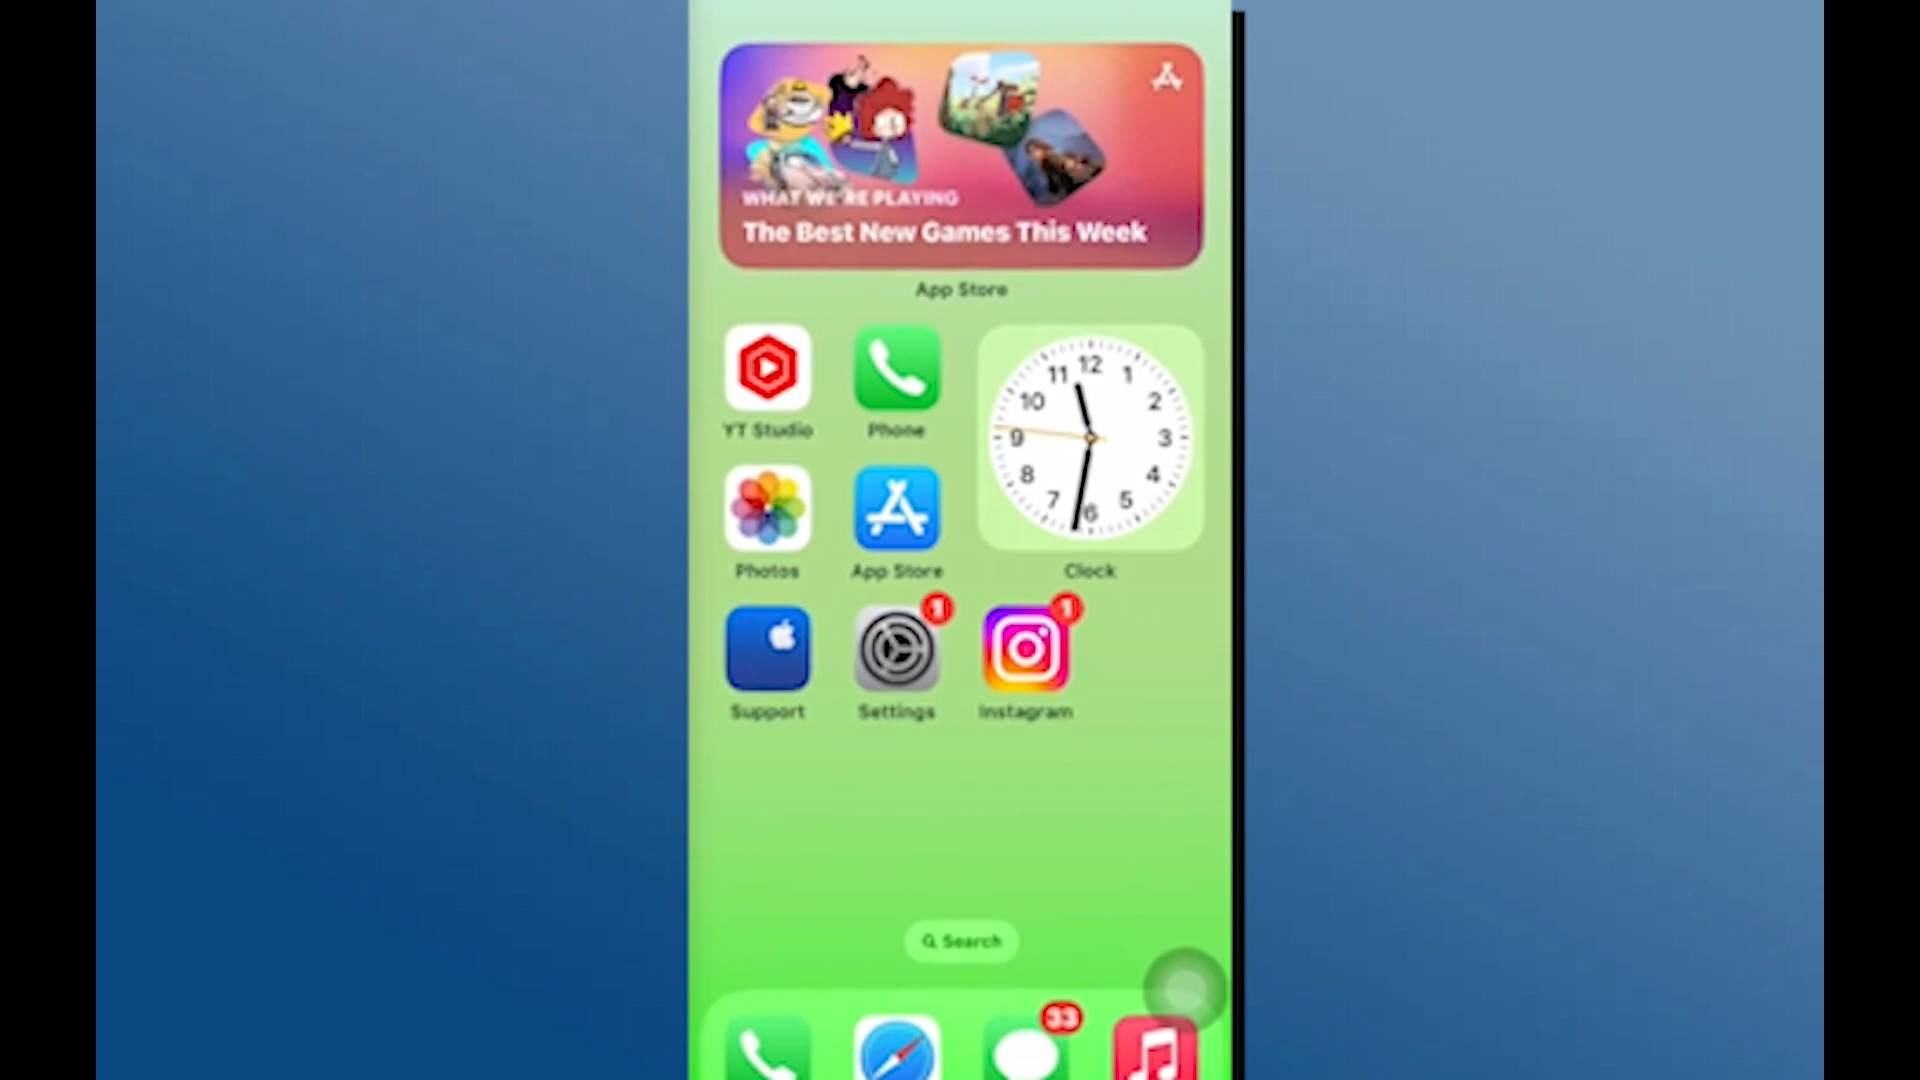 WHAT WE'RE PLAYING
The Best New Games This Week
App Store
YT Studio
Phone
12
11
1
10
2
9
3
8
4
7
5
6
Photos
App Store
Clock
1
1
Support
Settings
Instagram
Search
33